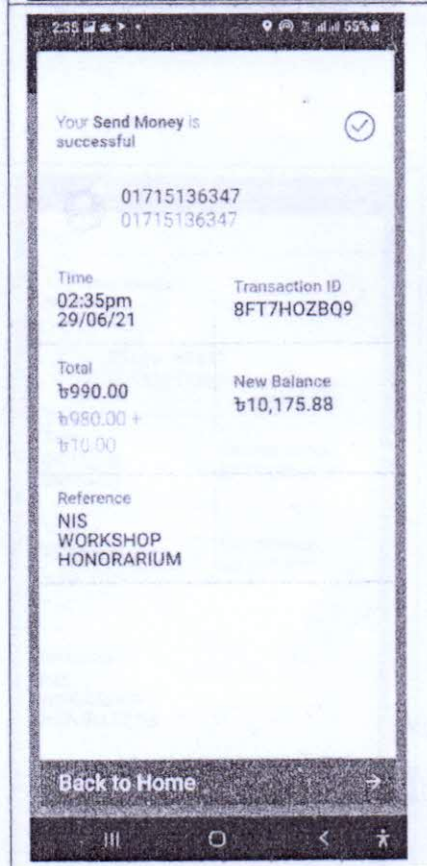 2:35
55%
Your Send Money is
successful
01715136347
01715136347
Time
02:35pm
29/06/21
Transaction ID
8FT7HOZBQ9
Total
৳990.00
৳980.00 +
৳10.00
New Balance
৳10,175.88
Reference
NIS
WORKSHOP
HONORARIUM
Back to Home